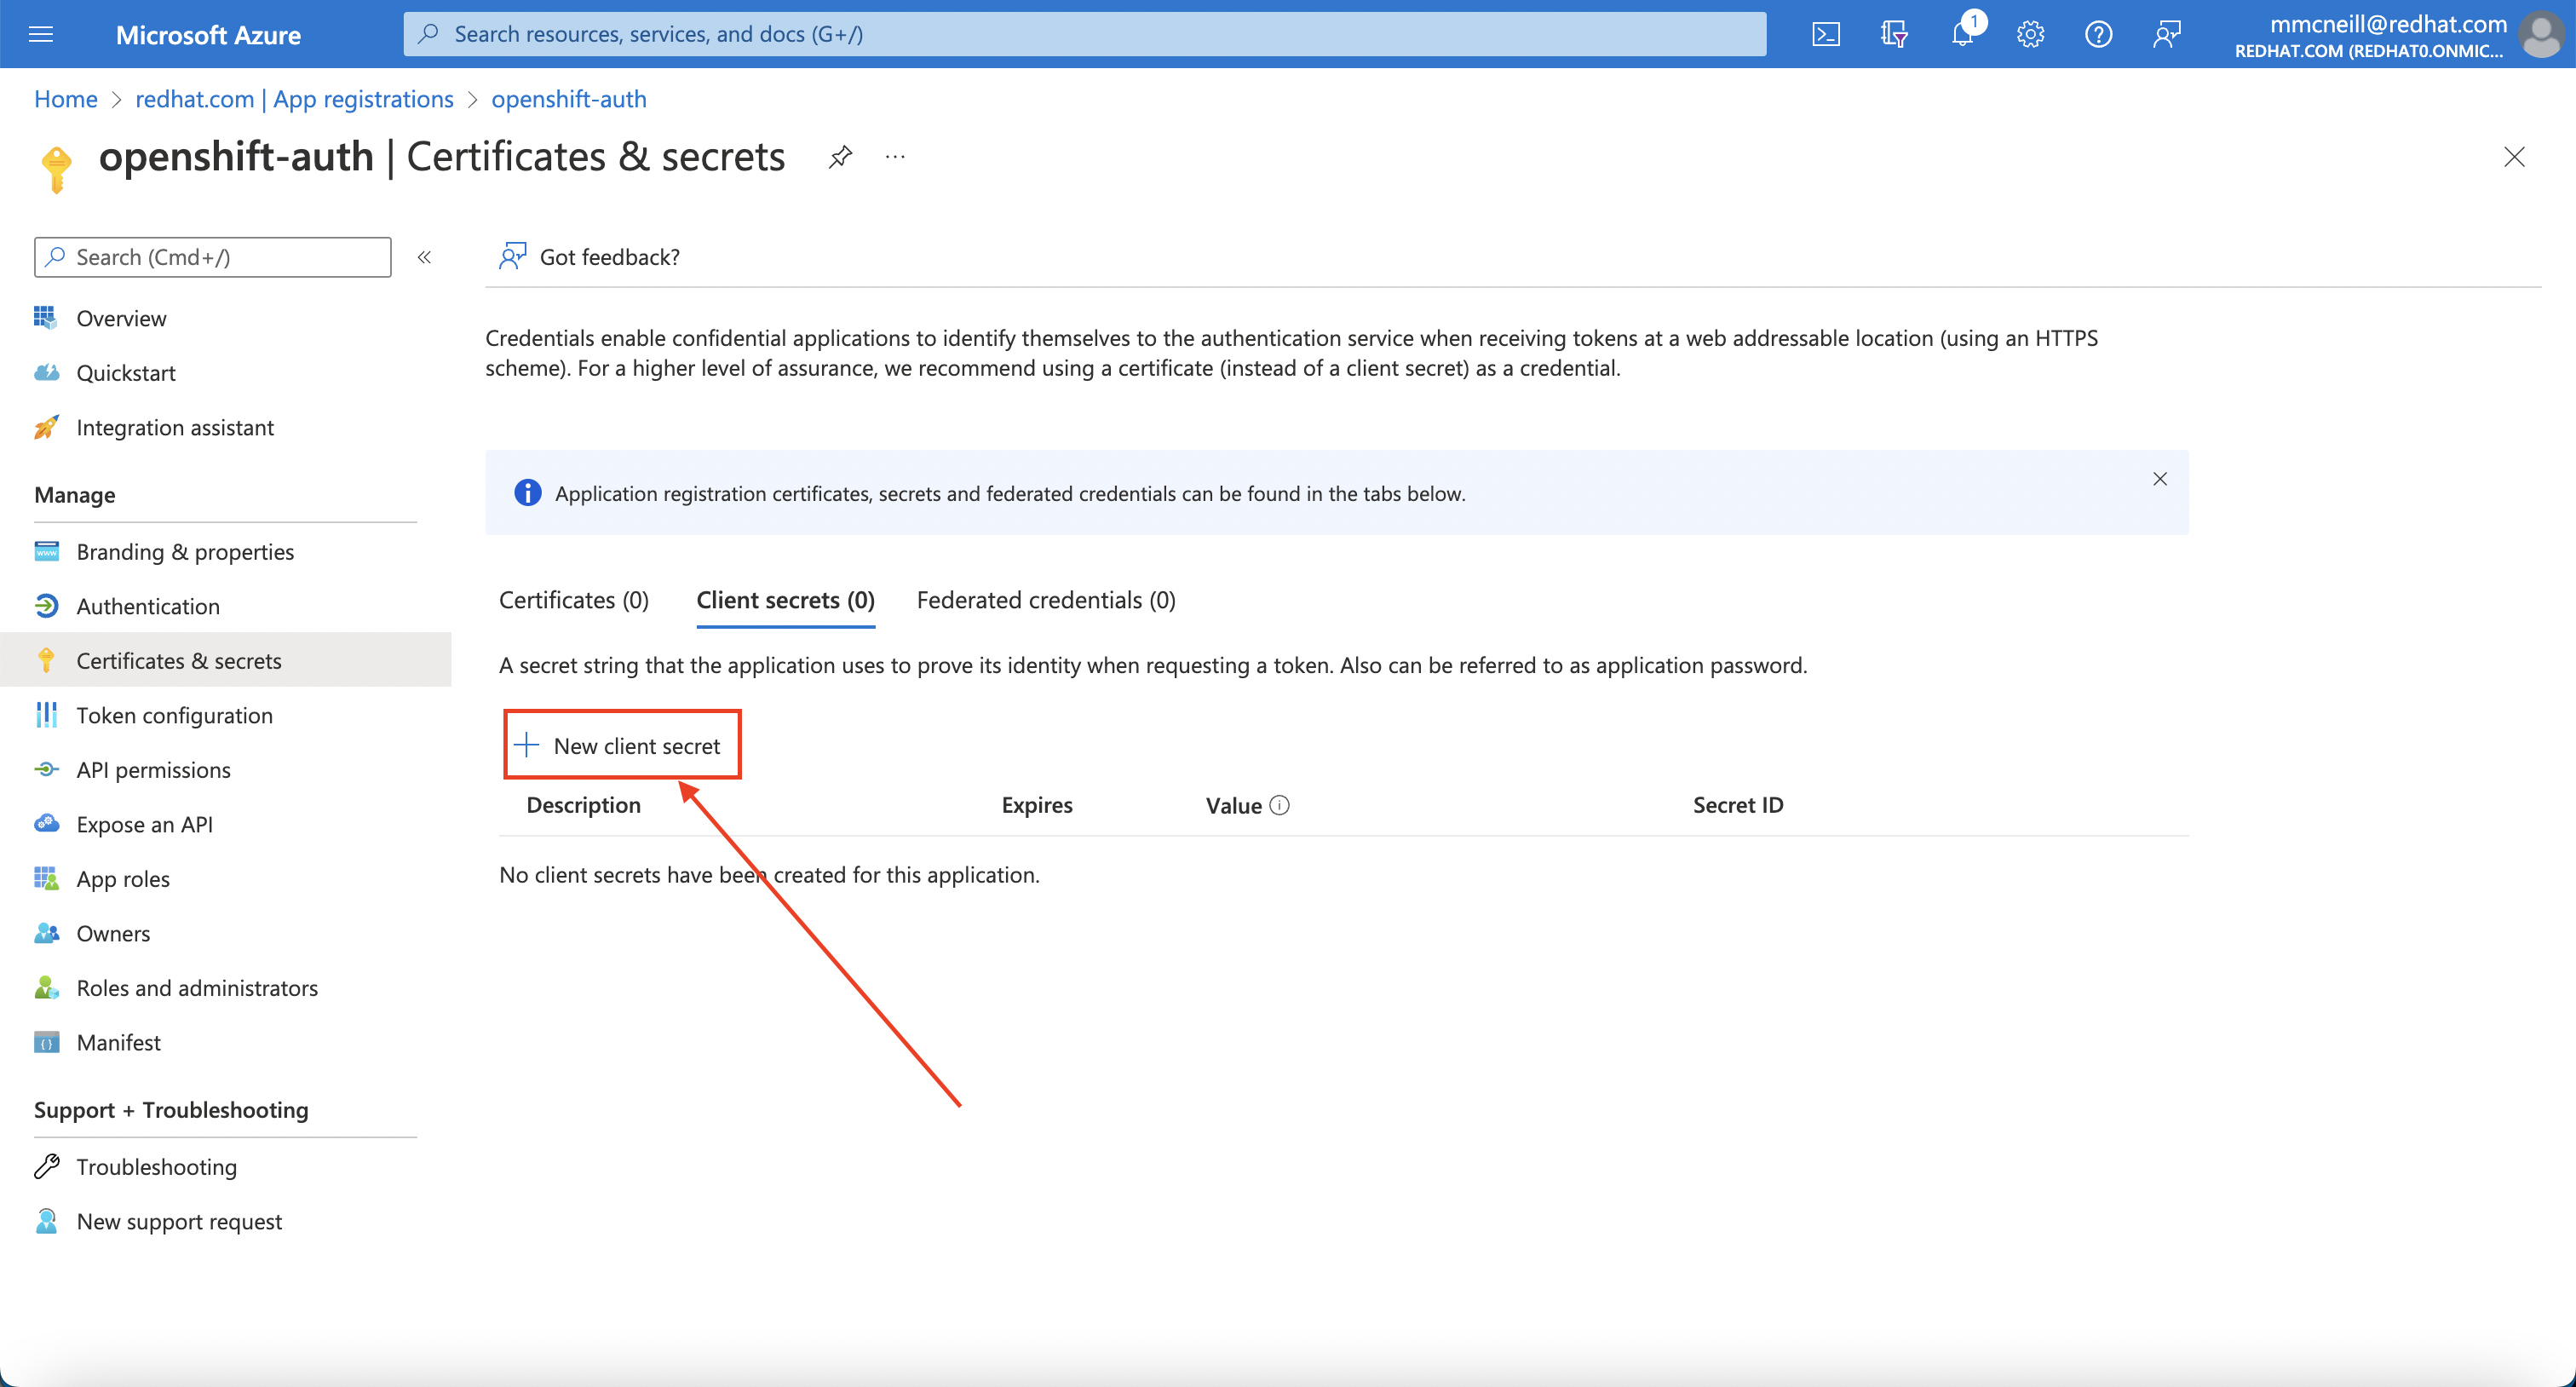 Microsoft Azure
Search resources, services, and docs (G+/)
1
mmcneill@redhat.com
REDHAT.COM (REDHAT0.ONMIC...
Home > redhat.com | App registrations > openshift-auth
openshift-auth | Certificates & secrets
...
Search (Cmd+/)
«
Got feedback?
Overview
Quickstart
Integration assistant
Manage
Branding & properties
Authentication
Certificates & secrets
Token configuration
API permissions
Expose an API
App roles
Owners
Roles and administrators
Manifest
Support + Troubleshooting
Troubleshooting
New support request
Credentials enable confidential applications to identify themselves to the authentication service when receiving tokens at a web addressable location (using an HTTPS
scheme). For a higher level of assurance, we recommend using a certificate (instead of a client secret) as a credential.
Application registration certificates, secrets and federated credentials can be found in the tabs below.
Certificates (0) Client secrets (0) Federated credentials (0)
A secret string that the application uses to prove its identity when requesting a token. Also can be referred to as application password.
New client secret
Description Expires Value Secret ID
No client secrets have been created for this application.